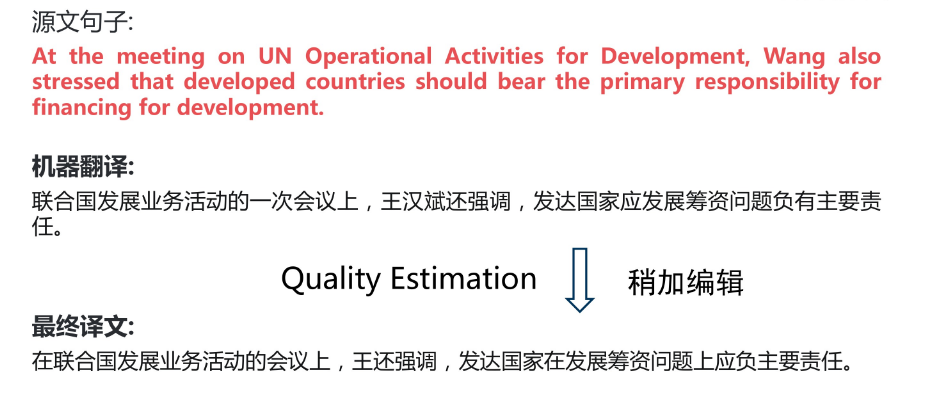 源文句子:
At the meeting on UN Operational Activities for Development, Wang also
stressed that developed countries should bear the primary responsibility for
financing for development.
机器翻译:
联合国发展业务活动的一次会议上，王汉斌还强调，发达国家应发展筹资问题负有主要责
任。
Quality Estimation 稍加编辑
最终译文:
在联合国发展业务活动的会议上，王还强调，发达国家在发展筹资问题上应负主要责任。